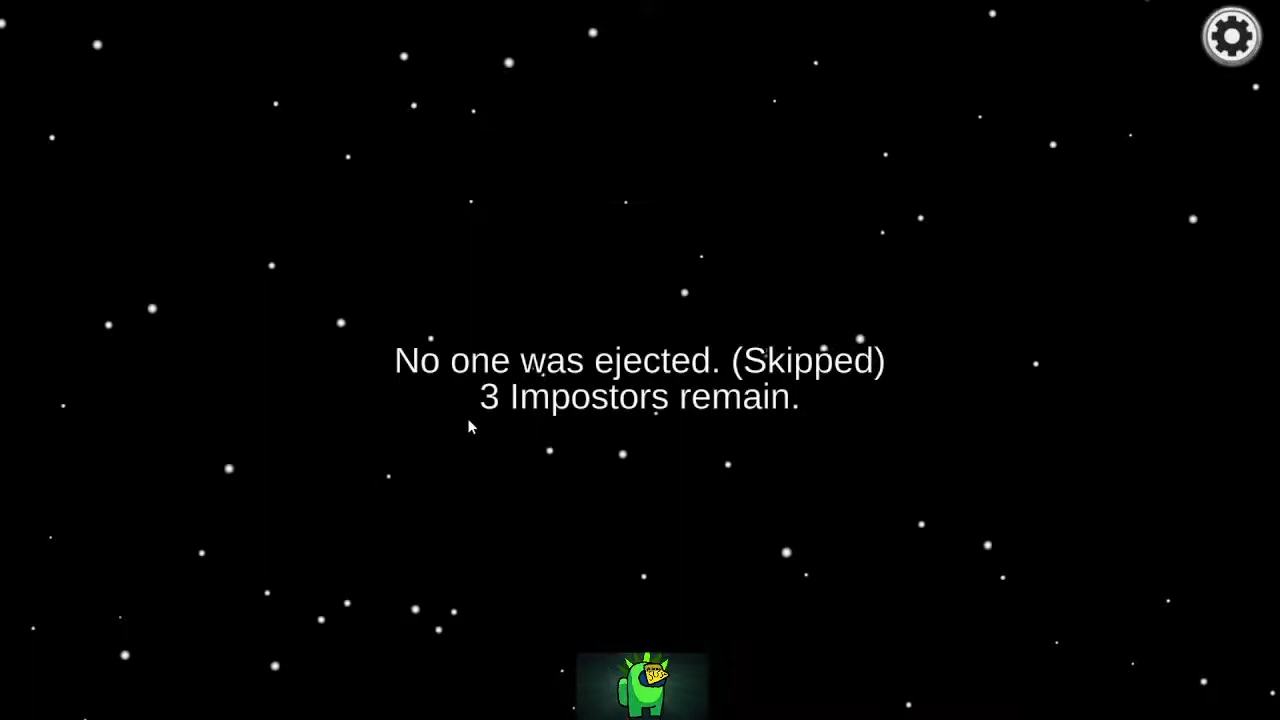 No one was ejected. (Skipped)
3 Impostors remain.